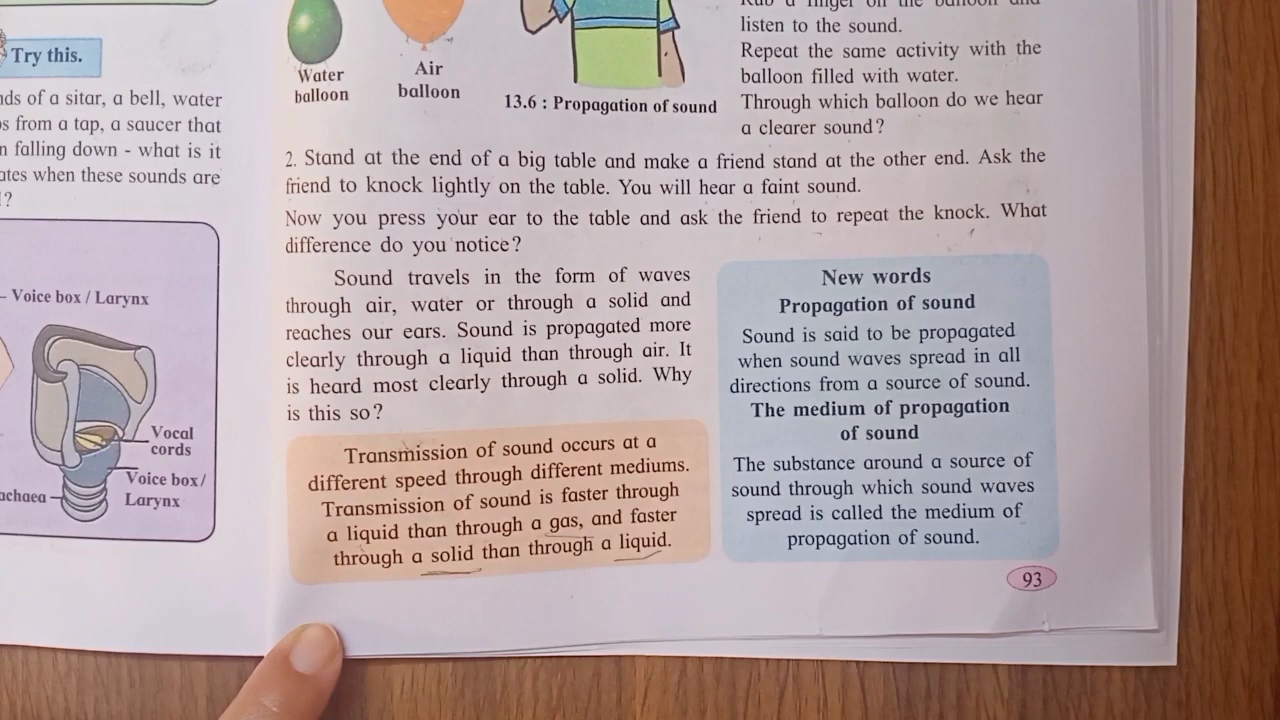 Try this.
of a sitar, a bell, water
from a tap, a saucer that
falling down - what is it
when these sounds are
?
Voice box / Larynx
Vocal
cords
Voice box/
Larynx
Water
balloon
Air
balloon
13.6 : Propagation of sound
listen to the sound.
Repeat the same activity with the
balloon filled with water.
Through which balloon do we hear
a clearer sound?
2. Stand at the end of a big table and make a friend stand at the other end. Ask the
friend to knock lightly on the table. You will hear a faint sound.
Now you press your ear to the table and ask the friend to repeat the knock. What
difference do you notice?
Sound travels in the form of waves
through air, water or through a solid and
reaches our ears. Sound is propagated more
clearly through a liquid than through air. It
is heard most clearly through a solid. Why
is this so?
Transmission of sound occurs at a
different speed through different mediums.
Transmission of sound is faster through
a liquid than through a gas, and faster
through a solid than through a liquid.
New words
Propagation of sound
Sound is said to be propagated
when sound waves spread in all
directions from a source of sound.
The medium of propagation
of sound
The substance around a source of
sound through which sound waves
spread is called the medium of
propagation of sound.
93